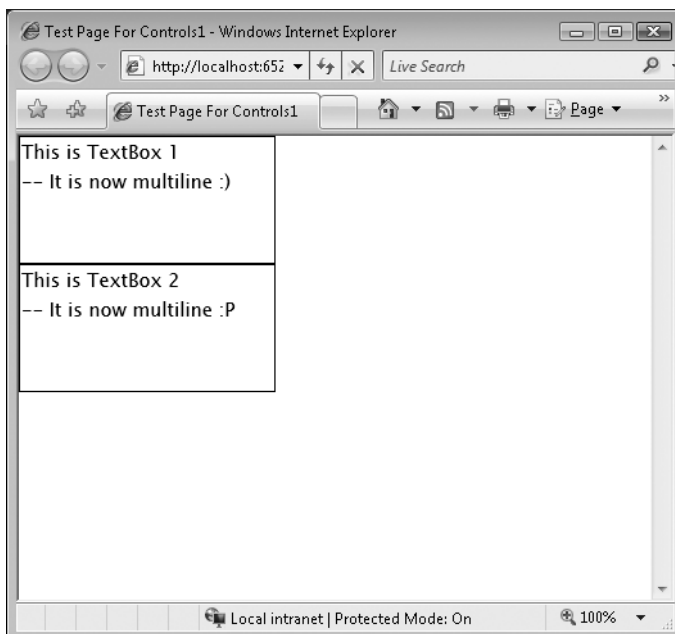 Test Page For Controls1 - Windows Internet Explorer
http://localhost:652
Live Search
Test Page For Controls1
Page
This is TextBox 1
-- It is now multiline :)
This is TextBox 2
-- It is now multiline :P
Local intranet | Protected Mode: On
100%